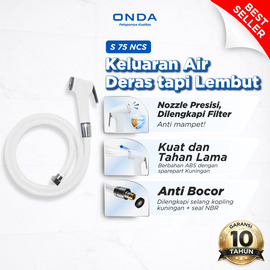 ONDA
Pelopornya Kualitas
BEST
SELLER
S 75 NCS
Keluaran Air
Deras tapi Lembut
Nozzle Presisi,
Dilengkapi Filter
Anti mampet!
Kuat dan
Tahan Lama
Berbahan ABS dengan
sparepart Kuningan
Anti Bocor
Dilengkapi selang kopling
kuningan + seal NBR
GARANSI
10
TAHUN